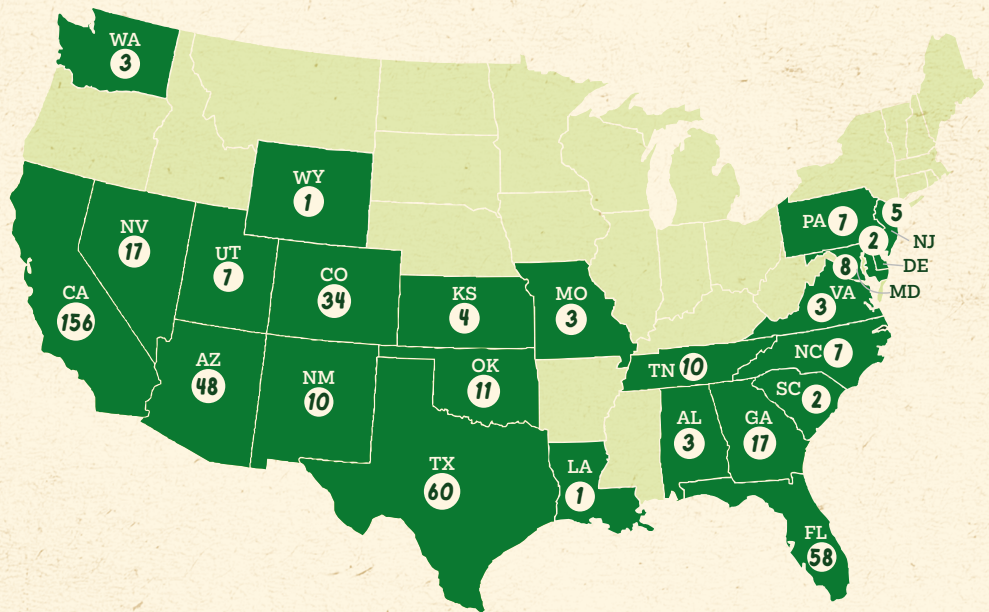 WA
3
WY
1
NV
17
UT
7
CO
34
CA
156
KS
4
MO
3
AZ
48
NM
10
OK
11
TX
60
LA
1
TN 10
AL
3
GA
17
FL
58
SC 2
NC 7
3 VA
PA 7
5
NJ
2
DE
8
MD